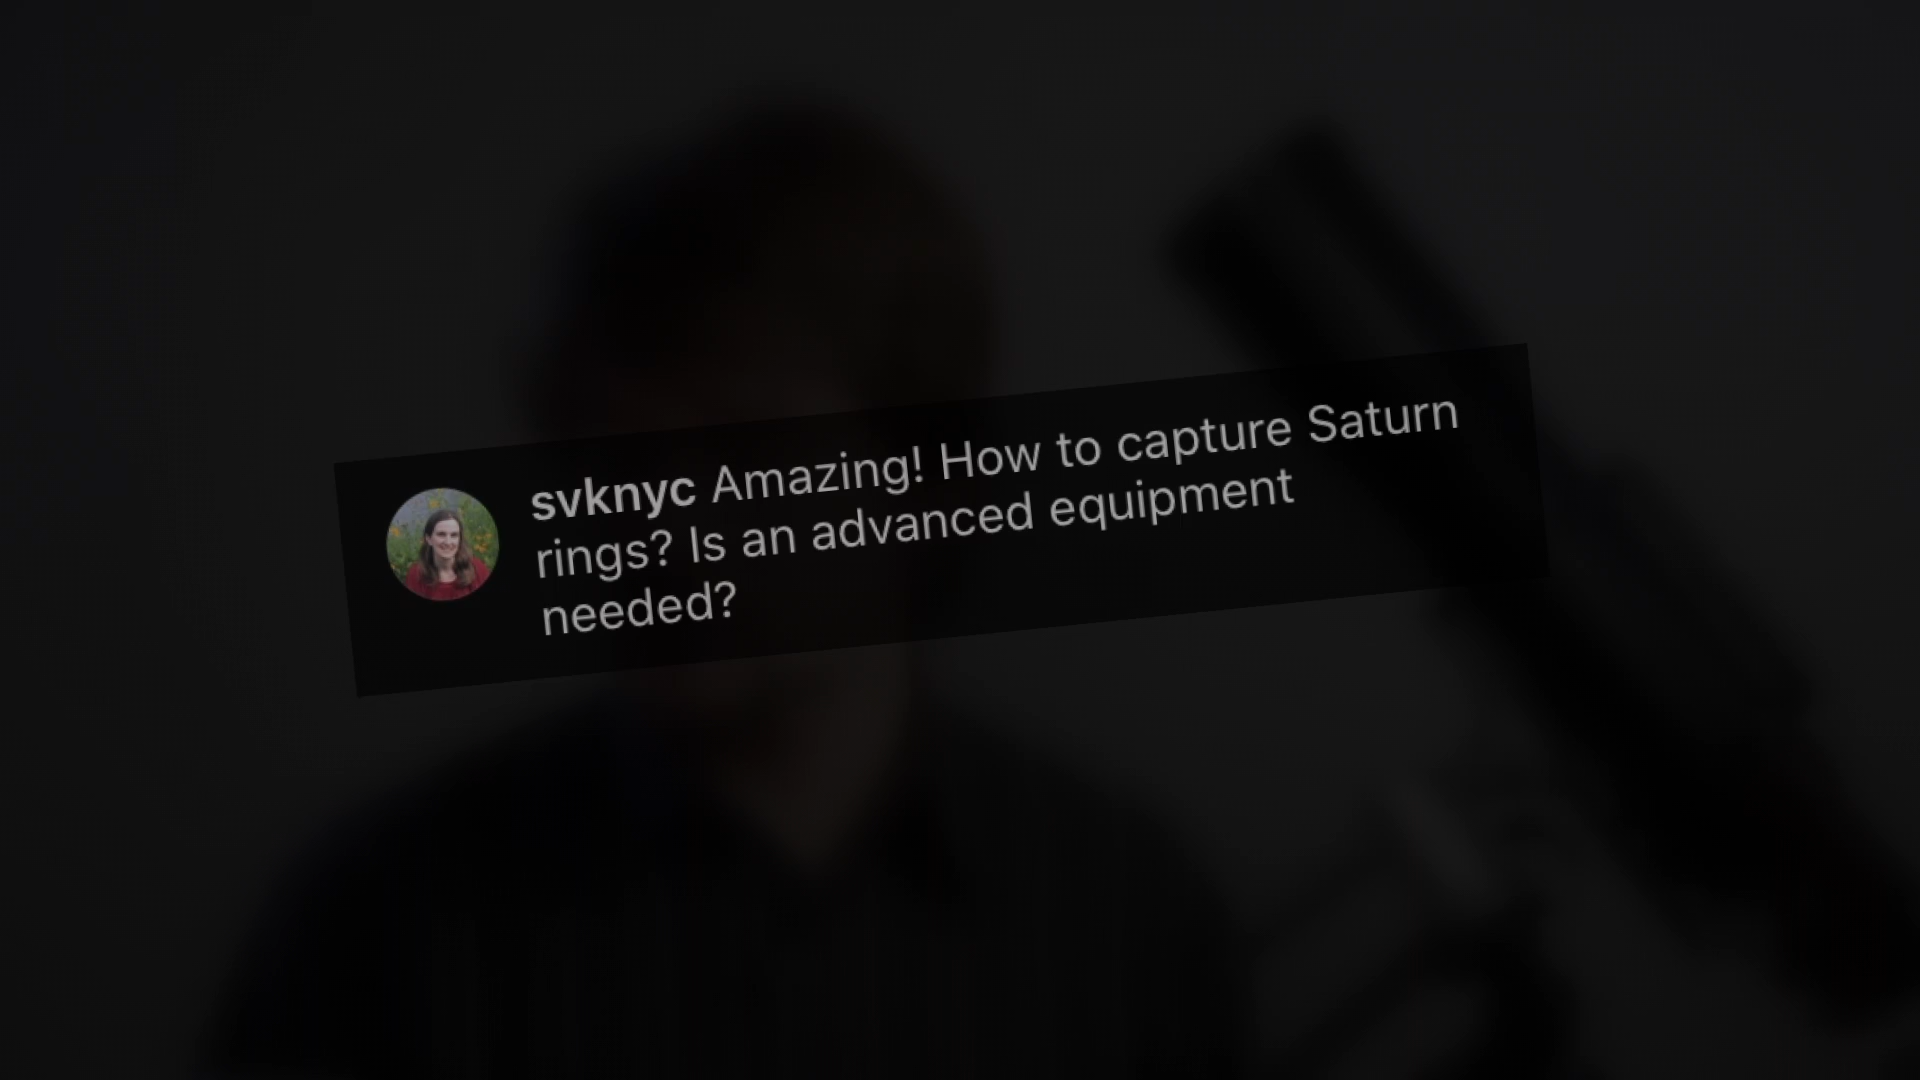 svknyc Amazing! How to capture Saturn
rings? Is an advanced equipment
needed?